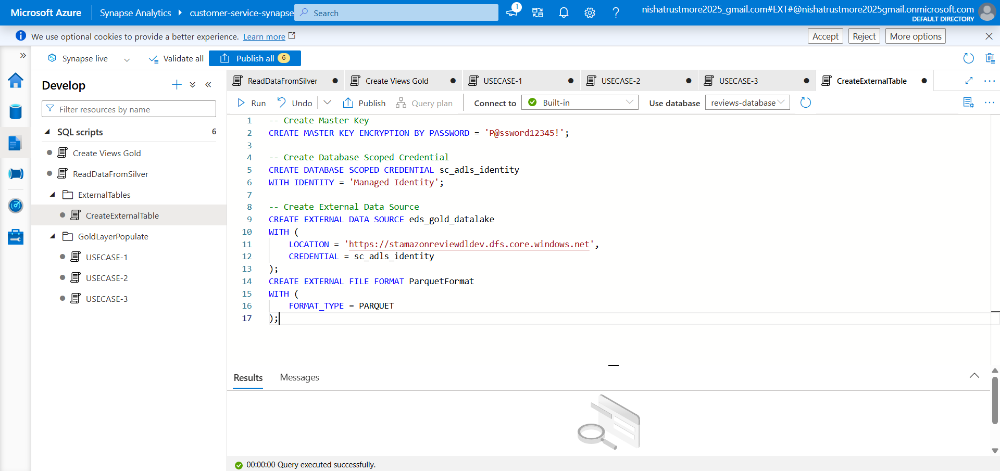 Microsoft Azure
Synapse Analytics
customer-service-synapse
Search
1
nishatrustmore2025_gmail.com#EXT#@nishatrustmore2025gmail.onmicrosoft.com
DEFAULT DIRECTORY
We use optional cookies to provide a better experience. Learn more
Accept
Reject
More options
Synapse live
Validate all
Publish all 6
Develop
Filter resources by name
SQL scripts 6
Create Views Gold
ReadDataFromSilver
ExternalTables
CreateExternalTable
GoldLayerPopulate
USECASE-1
USECASE-2
USECASE-3
ReadDataFromSilver
Create Views Gold
USECASE-1
USECASE-2
USECASE-3
CreateExternalTable
Run
Undo
Publish
Query plan
Connect to
Built-in
Use database
reviews-database
1 -- Create Master Key
2 CREATE MASTER KEY ENCRYPTION BY PASSWORD = 'P@ssword12345!';
3
4 -- Create Database Scoped Credential
5 CREATE DATABASE SCOPED CREDENTIAL sc_adls_identity
6 WITH IDENTITY = 'Managed Identity';
7
8 -- Create External Data Source
9 CREATE EXTERNAL DATA SOURCE eds_gold_datalake
10 WITH (
11 LOCATION = 'https://stamazonreviewdldev.dfs.core.windows.net',
12 CREDENTIAL = sc_adls_identity
13 );
14 CREATE EXTERNAL FILE FORMAT ParquetFormat
15 WITH (
16 FORMAT_TYPE = PARQUET
17 );
Results
Messages
00:00:00 Query executed successfully.